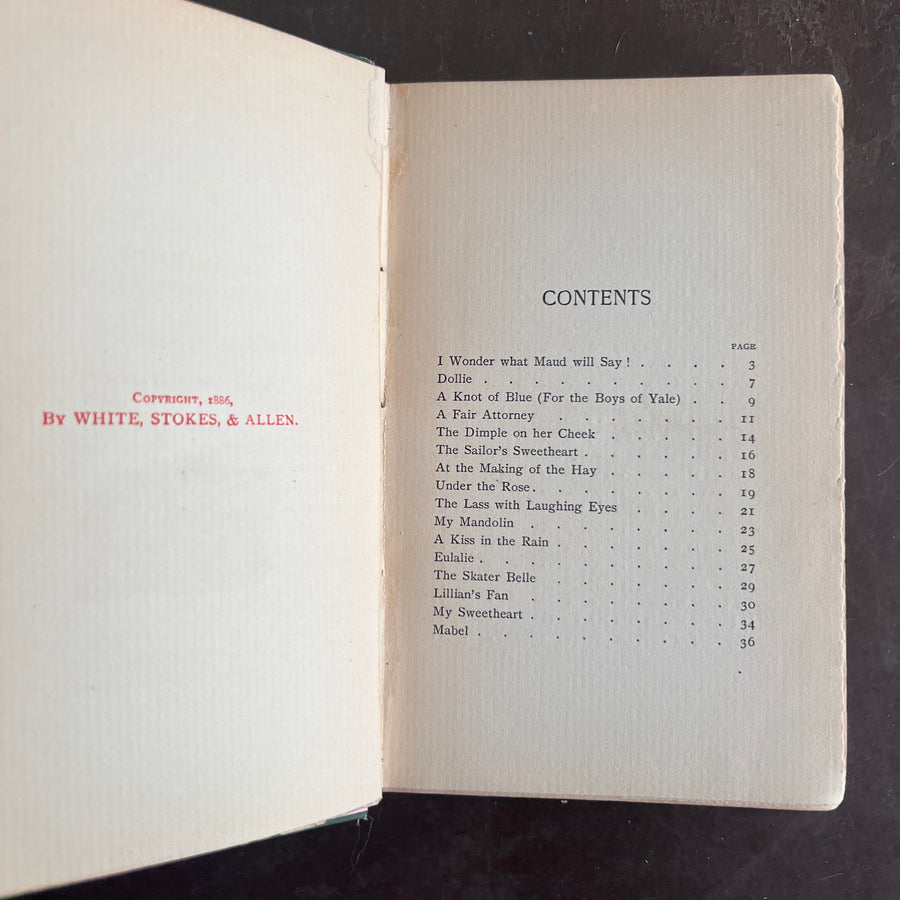 COPYRIGHT, 1886,
BY WHITE, STOKES, & ALLEN.
CONTENTS
PAGE
I Wonder what Maud will Say ! . . . . 3
Dollie . . . . . . . . . . 7
A Knot of Blue (For the Boys of Yale) . . 9
A Fair Attorney . . . . . . . 11
The Dimple on her Cheek . . . . . 14
The Sailor's Sweetheart . . . . . . 16
At the Making of the Hay . . . . . 18
Under the Rose . . . . . . . . 19
The Lass with Laughing Eyes . . . . 21
My Mandolin . . . . . . . . 23
A Kiss in the Rain . . . . . . . 25
Eulalie . . . . . . . . . . 27
The Skater Belle . . . . . . . 29
Lillian's Fan . . . . . . . . 30
My Sweetheart . . . . . . . . 34
Mabel . . . . . . . . . . 36